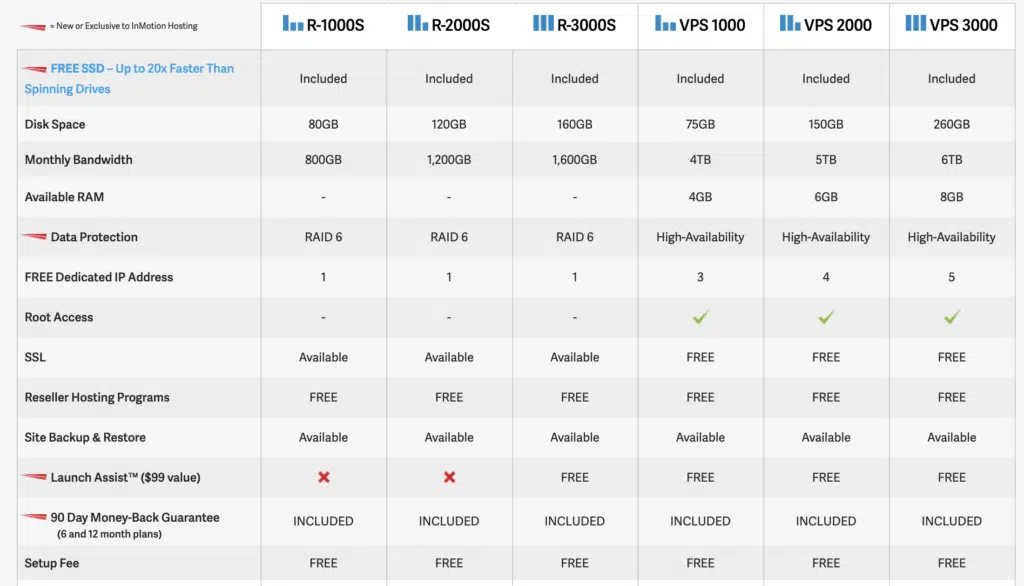 = New or Exclusive to InMotion Hosting R-1000S R-2000S R-3000S VPS 1000 VPS 2000 VPS 3000
FREE SSD – Up to 20x Faster Than
Spinning Drives Included Included Included Included Included Included
Disk Space 80GB 120GB 160GB 75GB 150GB 260GB
Monthly Bandwidth 800GB 1,200GB 1,600GB 4TB 5TB 6TB
Available RAM - - - 4GB 6GB 8GB
Data Protection RAID 6 RAID 6 RAID 6 High-Availability High-Availability High-Availability
FREE Dedicated IP Address 1 1 1 3 4 5
Root Access - - -
SSL Available Available Available FREE FREE FREE
Reseller Hosting Programs FREE FREE FREE FREE FREE FREE
Site Backup & Restore Available Available Available Available Available Available
Launch Assist™ ($99 value) FREE FREE FREE FREE
90 Day Money-Back Guarantee
(6 and 12 month plans) INCLUDED INCLUDED INCLUDED INCLUDED INCLUDED INCLUDED
Setup Fee FREE FREE FREE FREE FREE FREE